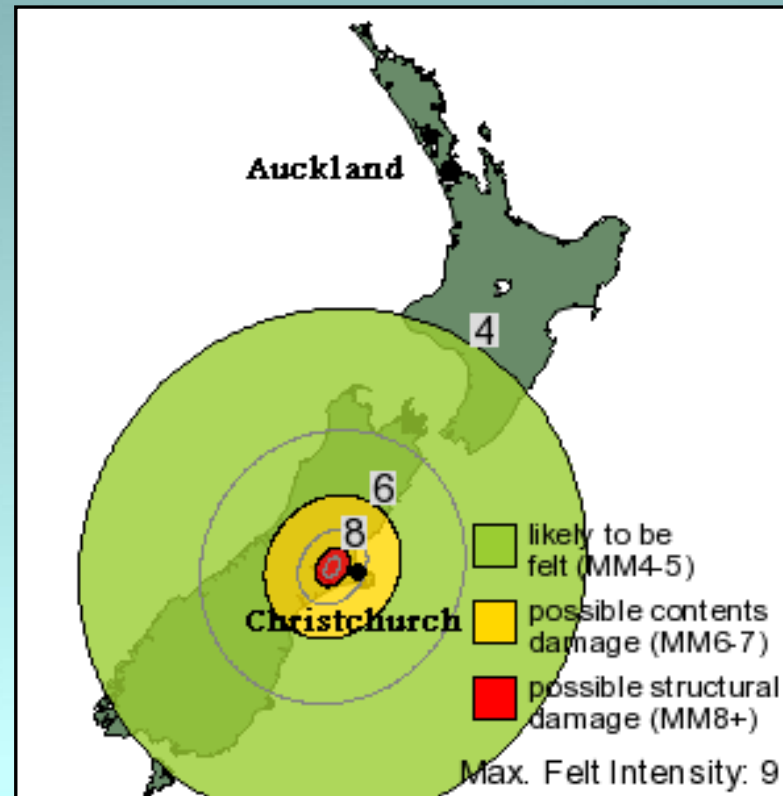 Auckland
4
6
8
Christchurch
likely to be
felt (MM4-5)
possible contents
damage (MM6-7)
possible structural
damage (MM8+)
Max. Felt Intensity: 9